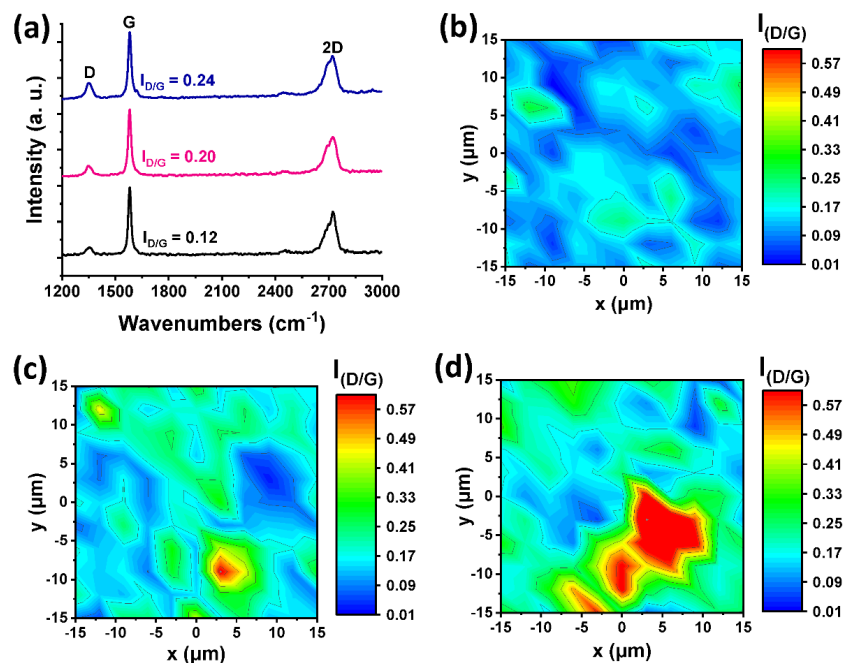 (a)
D
G
2D
I_D/G = 0.24
I_D/G = 0.20
I_D/G = 0.12
Intensity (a. u.)
1200 1500 1800 2100 2400 2700 3000
Wavenumbers (cm⁻¹)
(b)
I_(D/G)
15
10
5
0
-5
-10
-15
y (µm)
-15 -10 -5 0 5 10 15
x (µm)
0.57
0.49
0.41
0.33
0.25
0.17
0.09
0.01
(c)
I_(D/G)
15
10
5
0
-5
-10
-15
y (µm)
-15 -10 -5 0 5 10 15
x (µm)
0.57
0.49
0.41
0.33
0.25
0.17
0.09
0.01
(d)
I_(D/G)
15
10
5
0
-5
-10
-15
y (µm)
-15 -10 -5 0 5 10 15
x (µm)
0.57
0.49
0.41
0.33
0.25
0.17
0.09
0.01